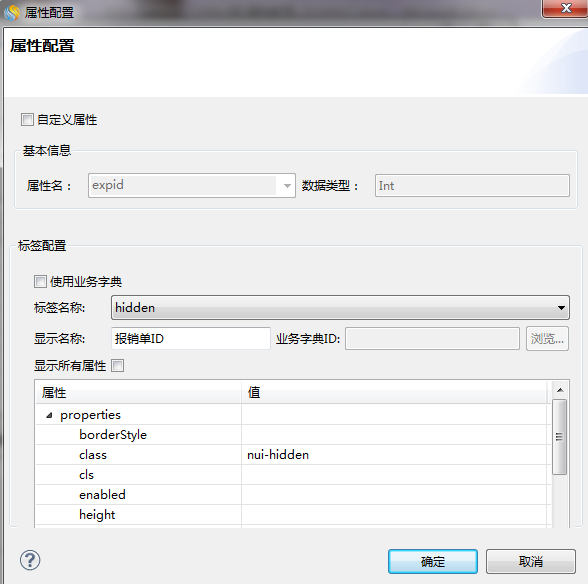 属性配置
属性配置
自定义属性
基本信息
属性名： expid 数据类型： Int
标签配置
使用业务字典
标签名称: hidden
显示名称: 报销单ID 业务字典ID: 浏览...
显示所有属性
属性 值
properties
borderStyle
class nui-hidden
cls
enabled
height
确定 取消